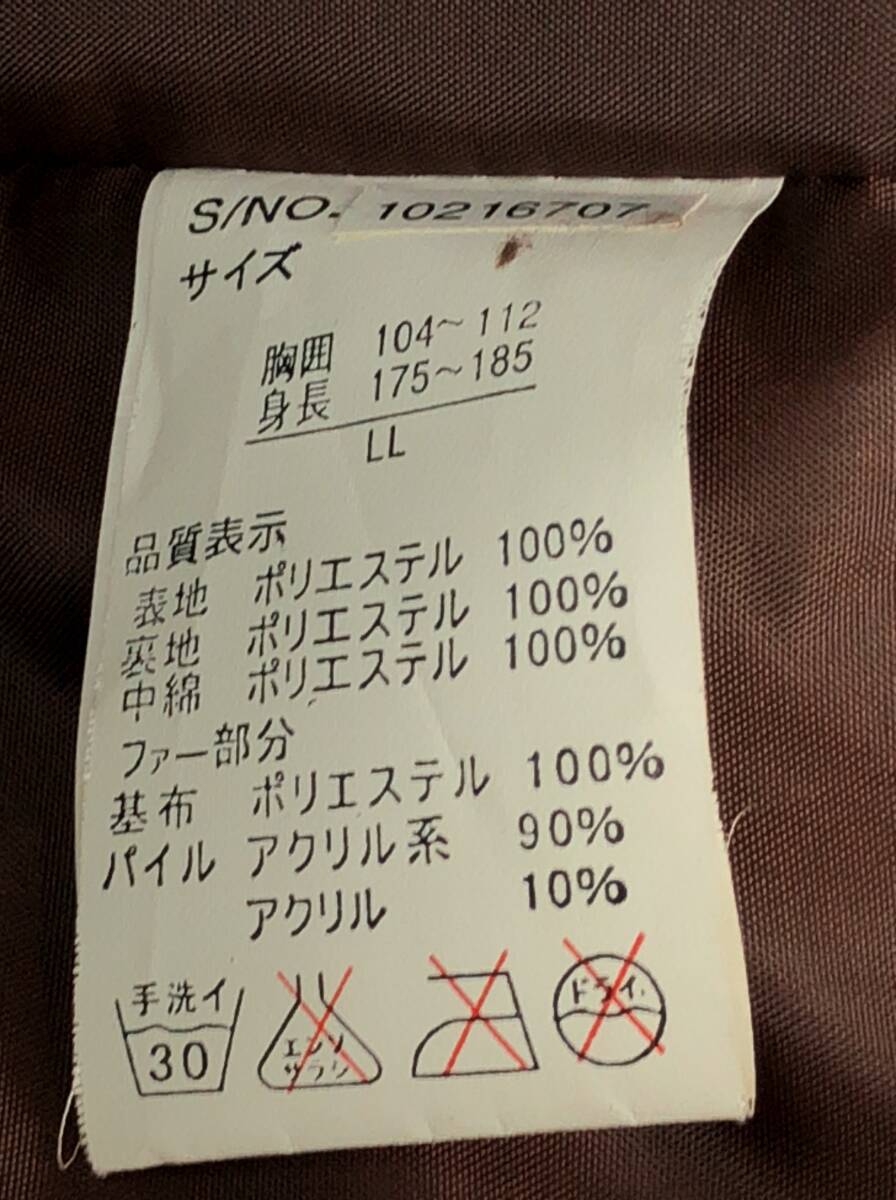 S/NO. 10216707
サイズ
胸囲 104～112
身長 175～185
LL
品質表示
表地 ポリエステル 100%
裏地 ポリエステル 100%
中綿 ポリエステル 100%
ファー部分
基布 ポリエステル 100%
パイル アクリル系 90%
アクリル 10%
手洗イ 30
エンソサラシ
ドライ